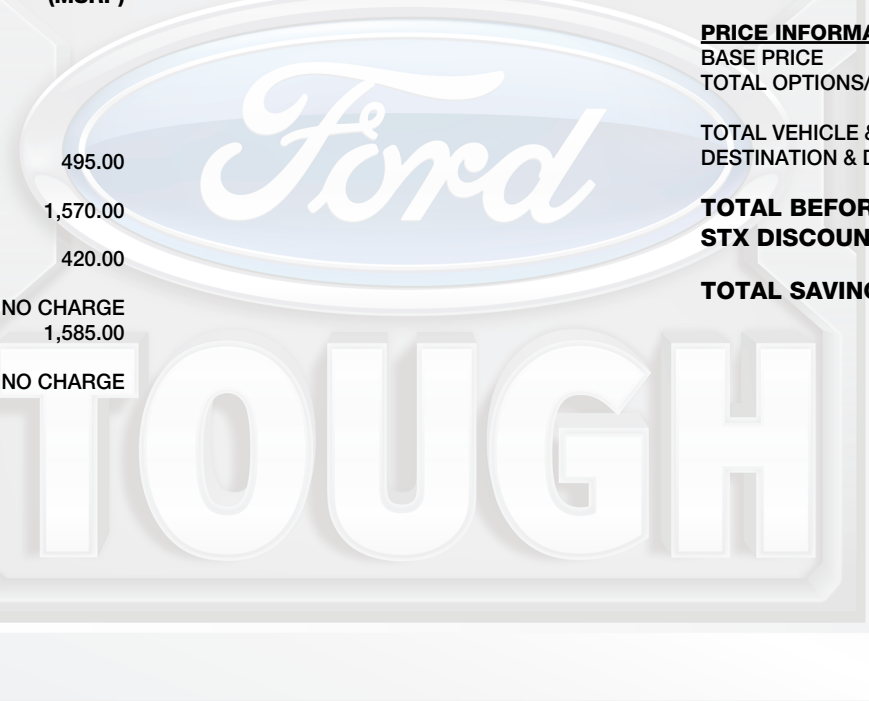 (MSRP)
495.00
1,570.00
420.00
NO CHARGE
1,585.00
NO CHARGE
PRICE INFORMA
BASE PRICE
TOTAL OPTIONS/
TOTAL VEHICLE &
DESTINATION & D
TOTAL BEFOR
STX DISCOUN
TOTAL SAVING
Ford
TOUGH